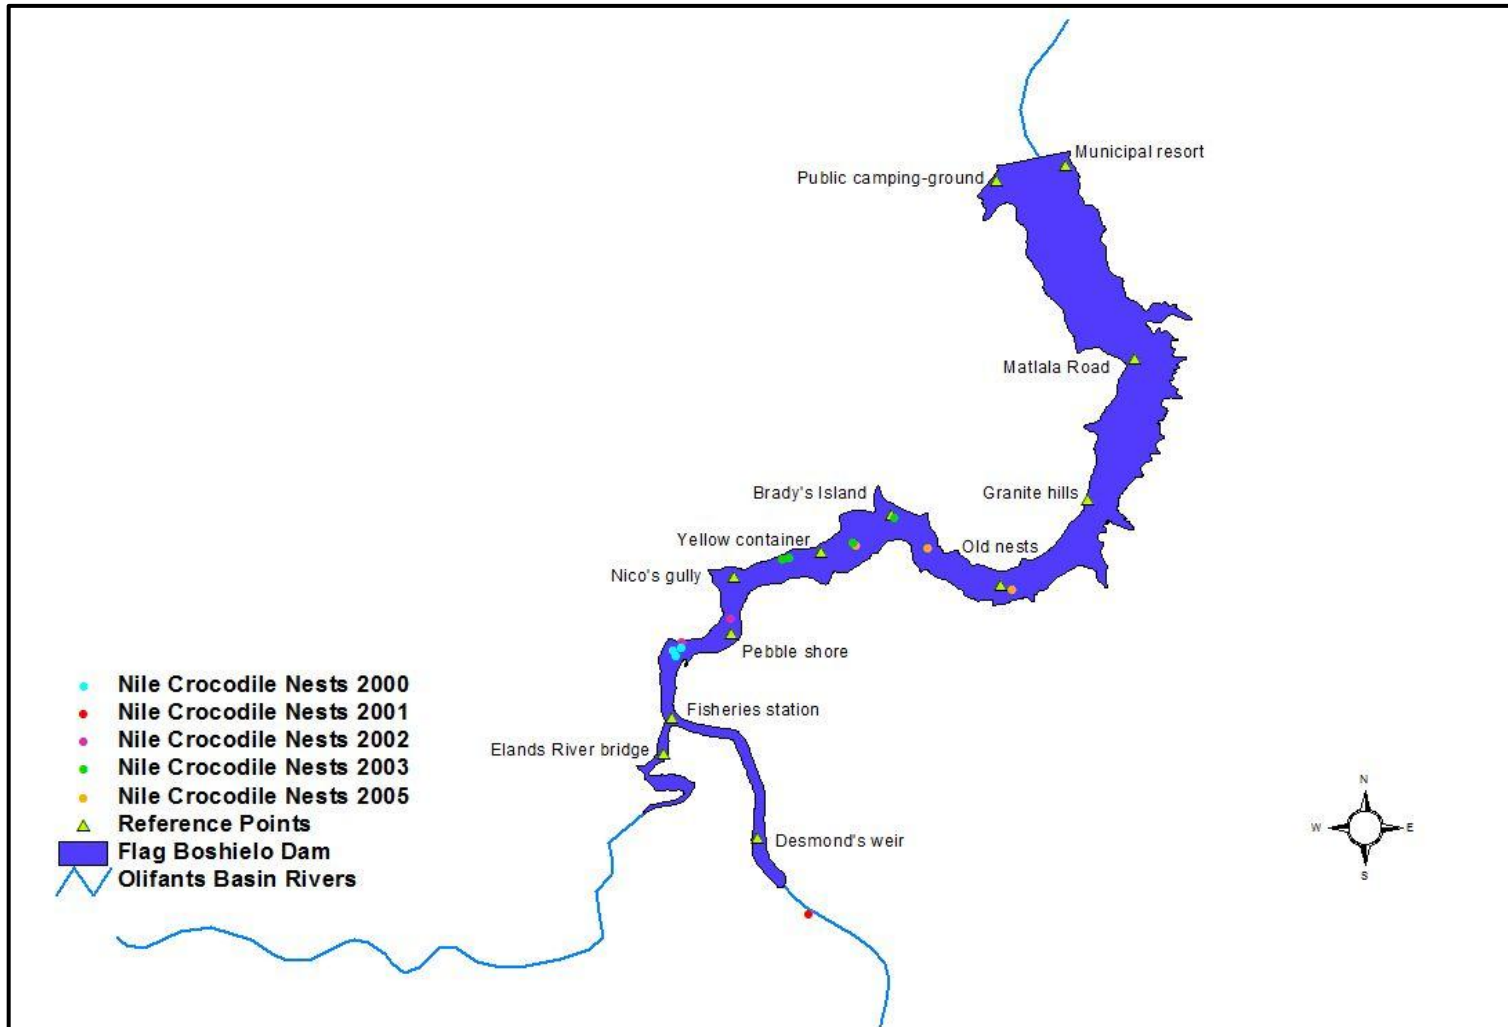 Municipal resort
Public camping-ground
Matlala Road
Brady's Island
Granite hills
Yellow container
Old nests
Nico's gully
Pebble shore
Fisheries station
Elands River bridge
Desmond's weir
Nile Crocodile Nests 2000
Nile Crocodile Nests 2001
Nile Crocodile Nests 2002
Nile Crocodile Nests 2003
Nile Crocodile Nests 2005
Reference Points
Flag Boshielo Dam
Olifants Basin Rivers
N
W E
S